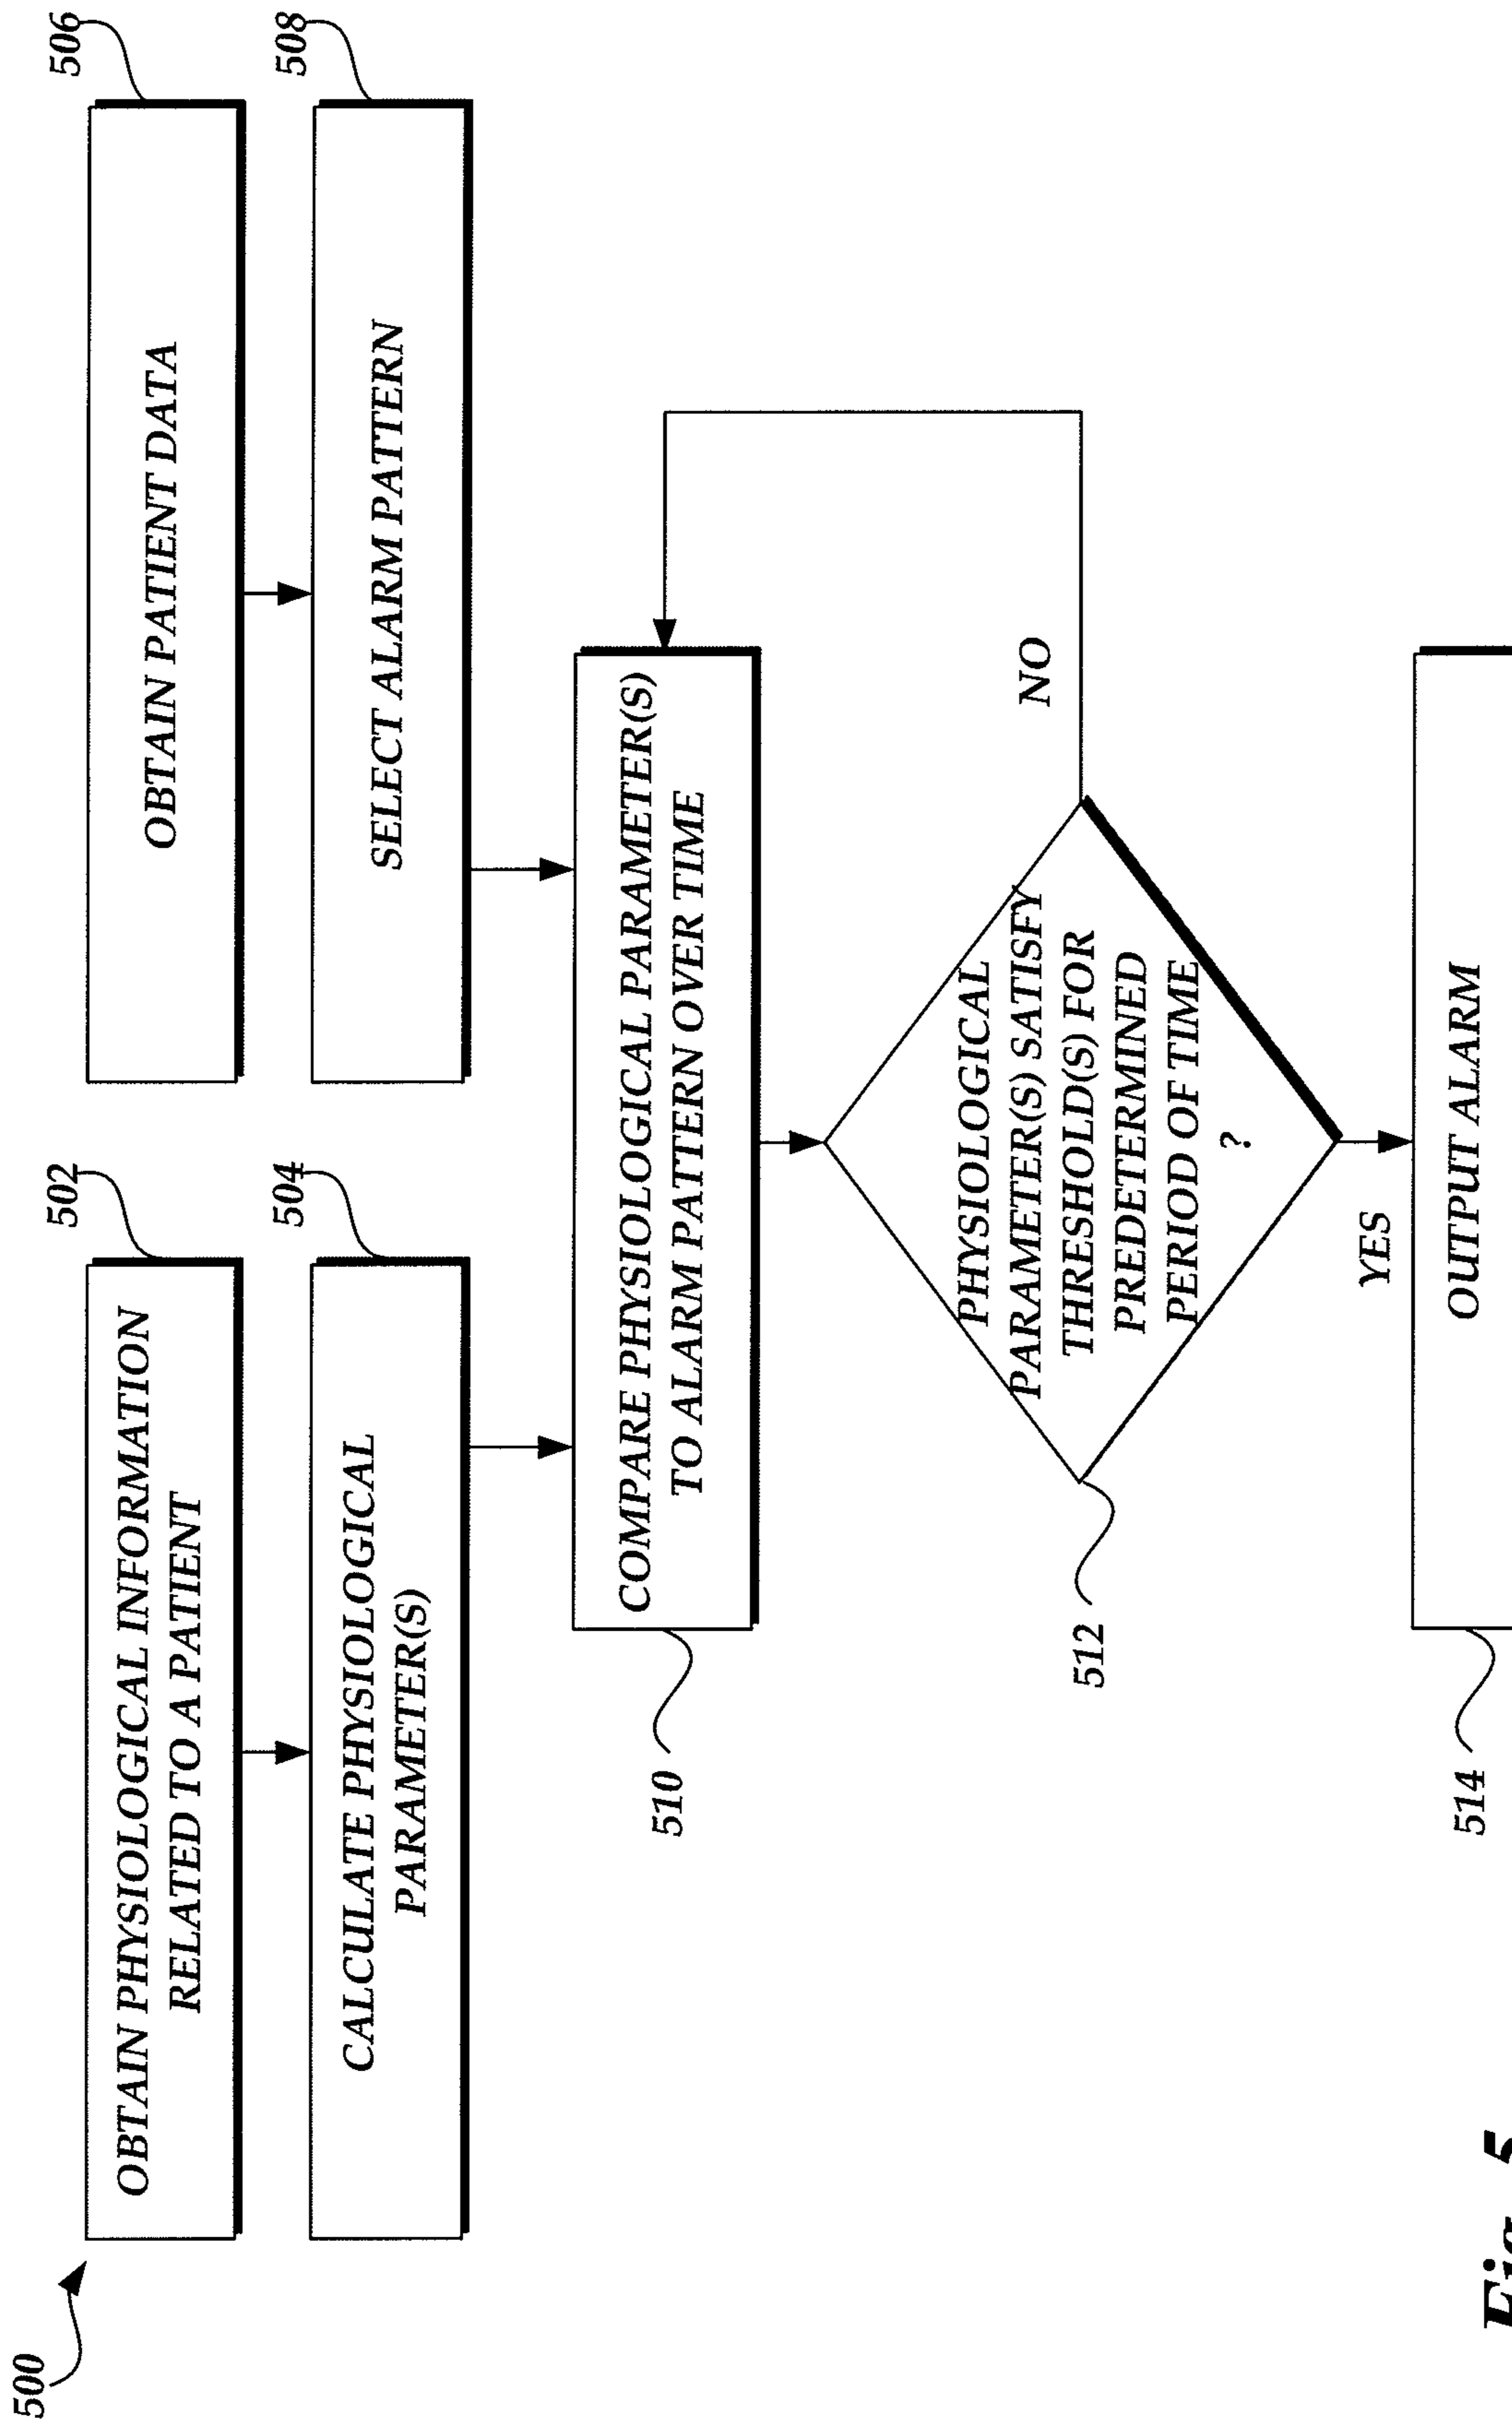 500
502
OBTAIN PHYSIOLOGICAL INFORMATION
RELATED TO A PATIENT
506
OBTAIN PATIENT DATA
504
CALCULATE PHYSIOLOGICAL
PARAMETER(S)
508
SELECT ALARM PATTERN
510
COMPARE PHYSIOLOGICAL PARAMETER(S)
TO ALARM PATTERN OVER TIME
512
PHYSIOLOGICAL
PARAMETER(S) SATISFY
THRESHOLD(S) FOR
PREDETERMINED
PERIOD OF TIME
?
NO
YES
514
OUTPUT ALARM
Fig. 5